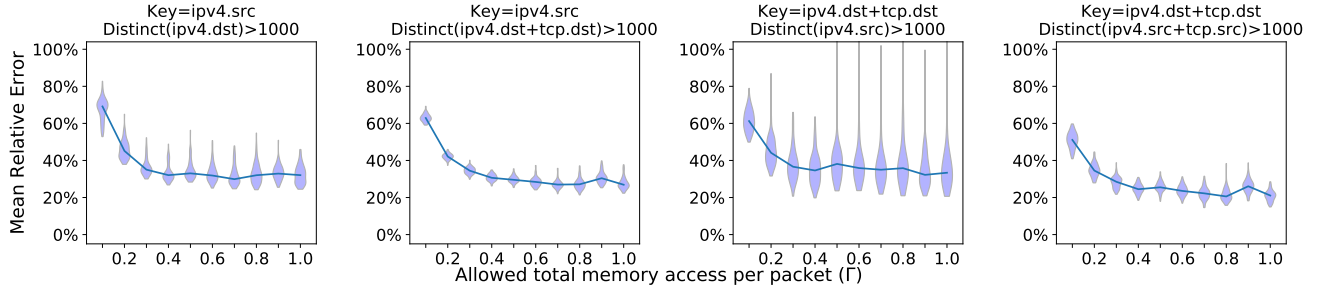 Key=ipv4.src
Distinct(ipv4.dst)>1000
Key=ipv4.src
Distinct(ipv4.dst+tcp.dst)>1000
Key=ipv4.dst+tcp.dst
Distinct(ipv4.src)>1000
Key=ipv4.dst+tcp.dst
Distinct(ipv4.src+tcp.src)>1000
Mean Relative Error
100%
80%
60%
40%
20%
0%
0.2 0.4 0.6 0.8 1.0
100%
80%
60%
40%
20%
0%
0.2 0.4 0.6 0.8 1.0
100%
80%
60%
40%
20%
0%
0.2 0.4 0.6 0.8 1.0
100%
80%
60%
40%
20%
0%
0.2 0.4 0.6 0.8 1.0
Allowed total memory access per packet (Γ)